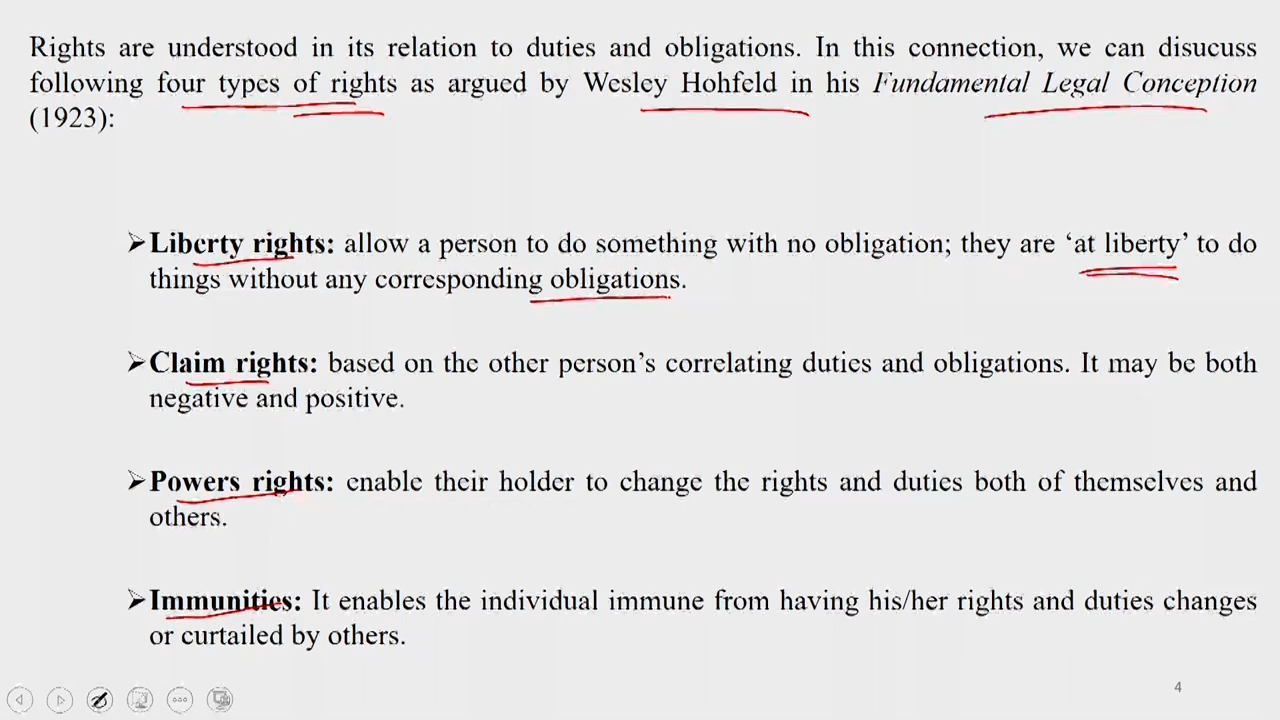 Rights are understood in its relation to duties and obligations. In this connection, we can disucuss
following four types of rights as argued by Wesley Hohfeld in his Fundamental Legal Conception
(1923):
➢Liberty rights: allow a person to do something with no obligation; they are ‘at liberty’ to do
things without any corresponding obligations.
➢Claim rights: based on the other person’s correlating duties and obligations. It may be both
negative and positive.
➢Powers rights: enable their holder to change the rights and duties both of themselves and
others.
➢Immunities: It enables the individual immune from having his/her rights and duties changes
or curtailed by others.
4